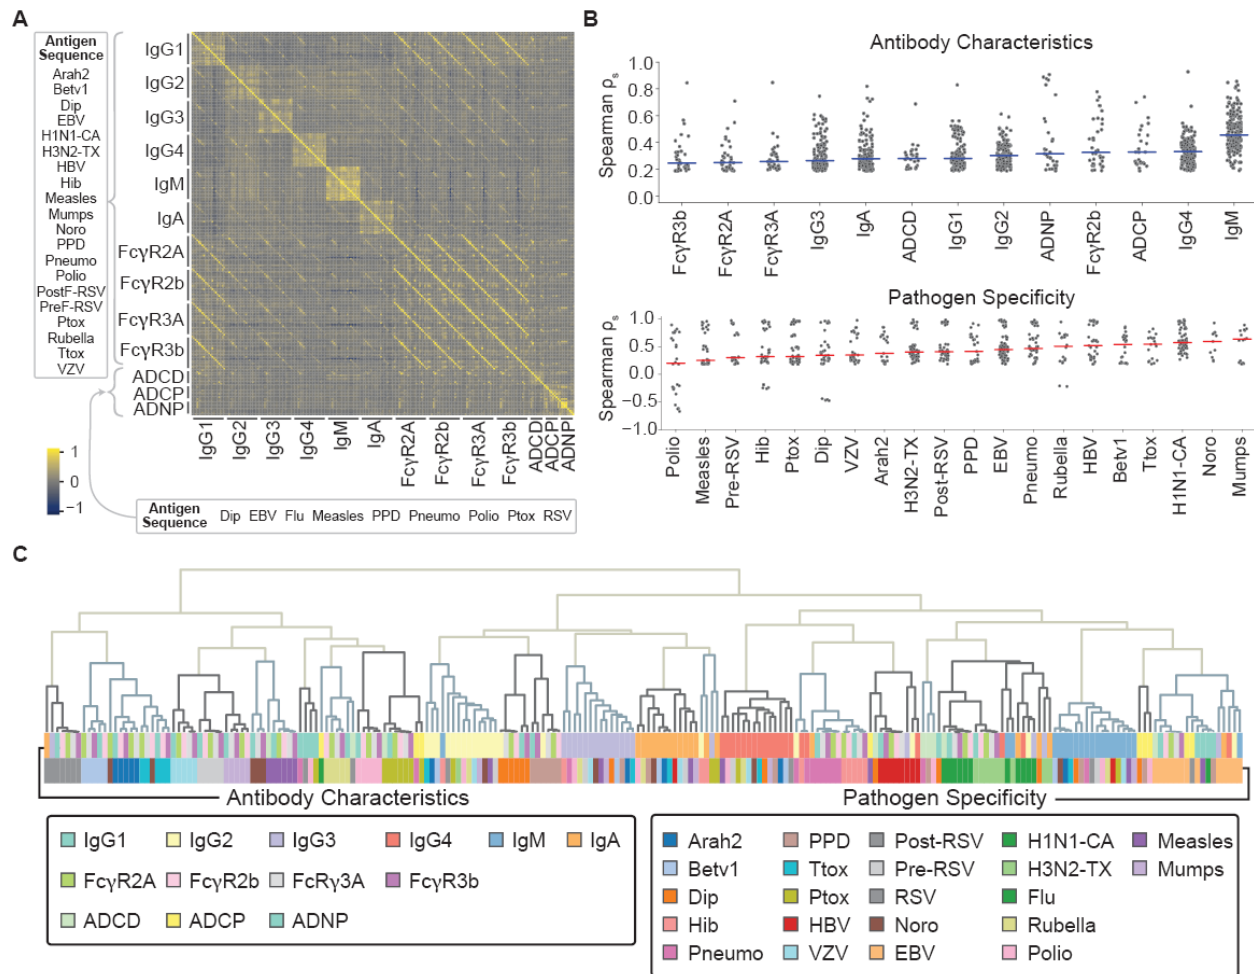 A
Antigen
Sequence
Arah2
Betv1
Dip
EBV
H1N1-CA
H3N2-TX
HBV
Hib
Measles
Mumps
Noro
PPD
Pneumo
Polio
PostF-RSV
PreF-RSV
Ptox
Rubella
Ttox
VZV
IgG1
IgG2
IgG3
IgG4
IgM
IgA
FcγR2A
FcγR2b
FcγR3A
FcγR3b
ADCD
ADCP
ADNP
IgG1
IgG2
IgG3
IgG4
IgM
IgA
FcγR2A
FcγR2b
FcγR3A
FcγR3b
ADCD
ADCP
ADNP
1
0
−1
Antigen
Sequence
Dip EBV Flu Measles PPD Pneumo Polio Ptox RSV
B
Antibody Characteristics
Spearman ρs
1.0
0.8
0.6
0.4
0.2
0.0
FcγR3b
FcγR2A
FcγR3A
IgG3
IgA
ADCD
IgG1
IgG2
ADNP
FcγR2b
ADCP
IgG4
IgM
Pathogen Specificity
Spearman ρs
1.0
0.5
0.0
−0.5
−1.0
Polio
Measles
Pre-RSV
Hib
Ptox
Dip
VZV
Arah2
H3N2-TX
Post-RSV
PPD
EBV
Pneumo
Rubella
HBV
Betv1
Ttox
H1N1-CA
Noro
Mumps
C
Antibody Characteristics
IgG1 IgG2 IgG3 IgG4 IgM IgA
FcγR2A FcγR2b FcRγ3A FcγR3b
ADCD ADCP ADNP
Pathogen Specificity
Arah2 PPD Post-RSV H1N1-CA Measles
Betv1 Ttox Pre-RSV H3N2-TX Mumps
Dip Ptox RSV Flu
Hib HBV Noro Rubella
Pneumo VZV EBV Polio